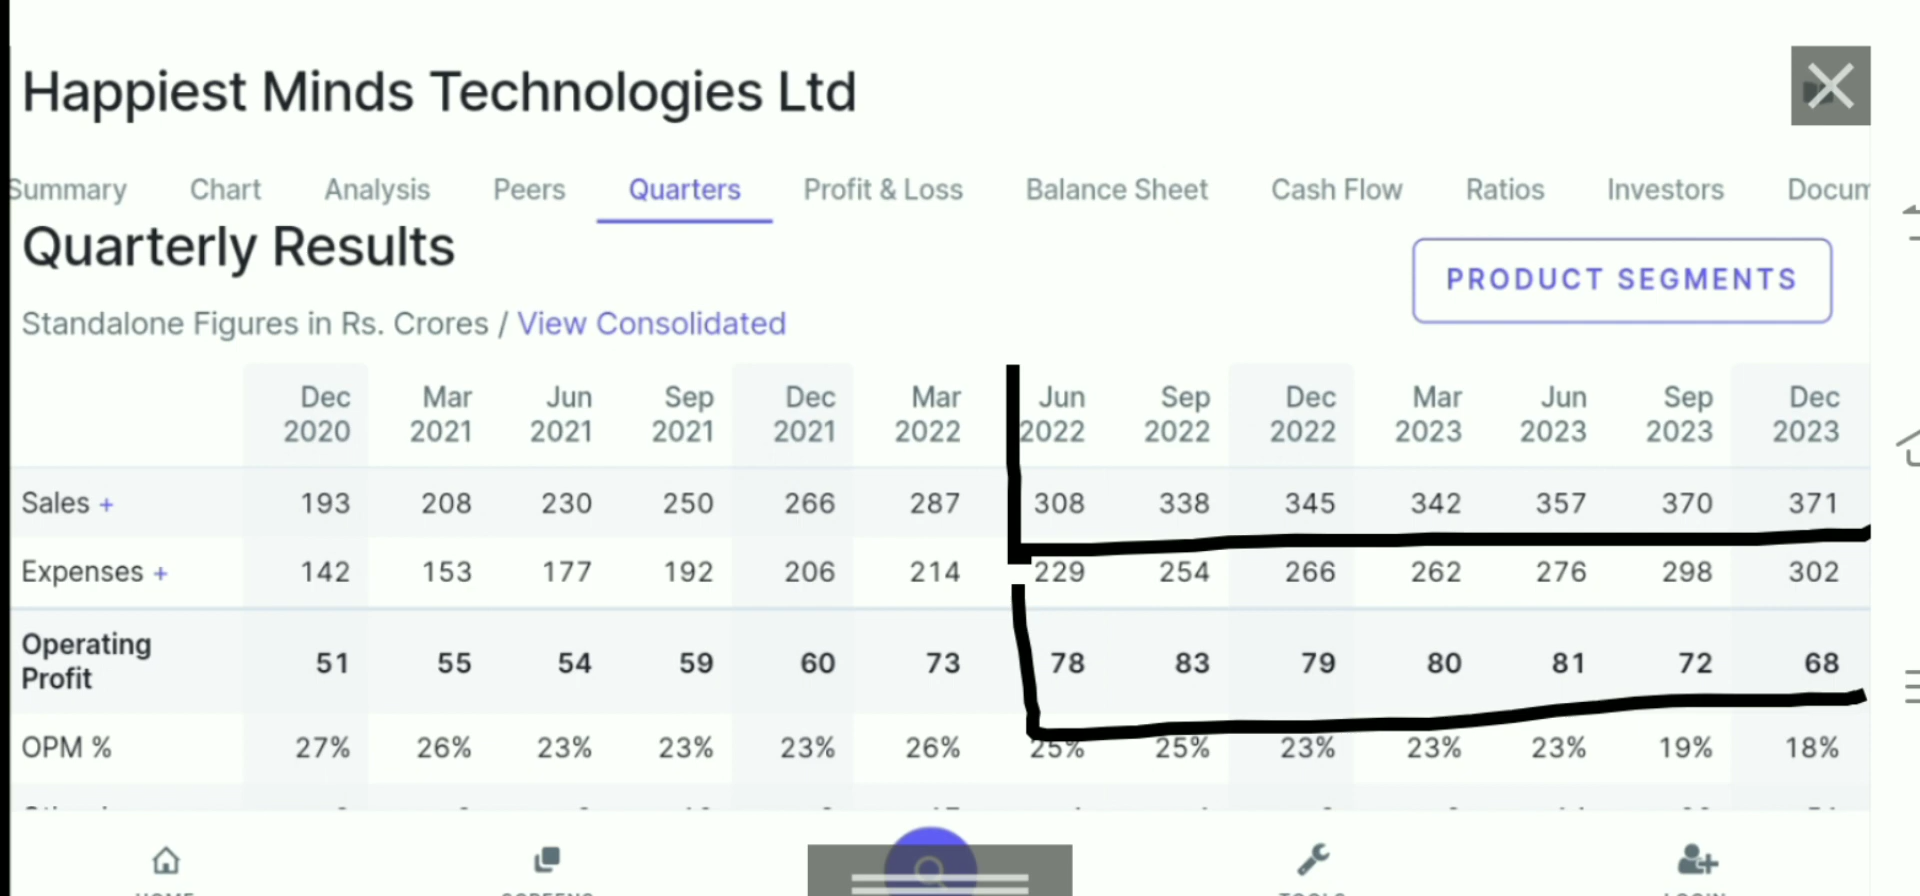 Happiest Minds Technologies Ltd
Summary Chart Analysis Peers Quarters Profit & Loss Balance Sheet Cash Flow Ratios Investors Docum
Quarterly Results
PRODUCT SEGMENTS
Standalone Figures in Rs. Crores / View Consolidated
Dec Mar Jun Sep Dec Mar Jun Sep Dec Mar Jun Sep Dec
2020 2021 2021 2021 2021 2022 2022 2022 2022 2023 2023 2023 2023
Sales + 193 208 230 250 266 287 308 338 345 342 357 370 371
Expenses + 142 153 177 192 206 214 229 254 266 262 276 298 302
Operating
Profit 51 55 54 59 60 73 78 83 79 80 81 72 68
OPM % 27% 26% 23% 23% 23% 26% 25% 25% 23% 23% 23% 19% 18%